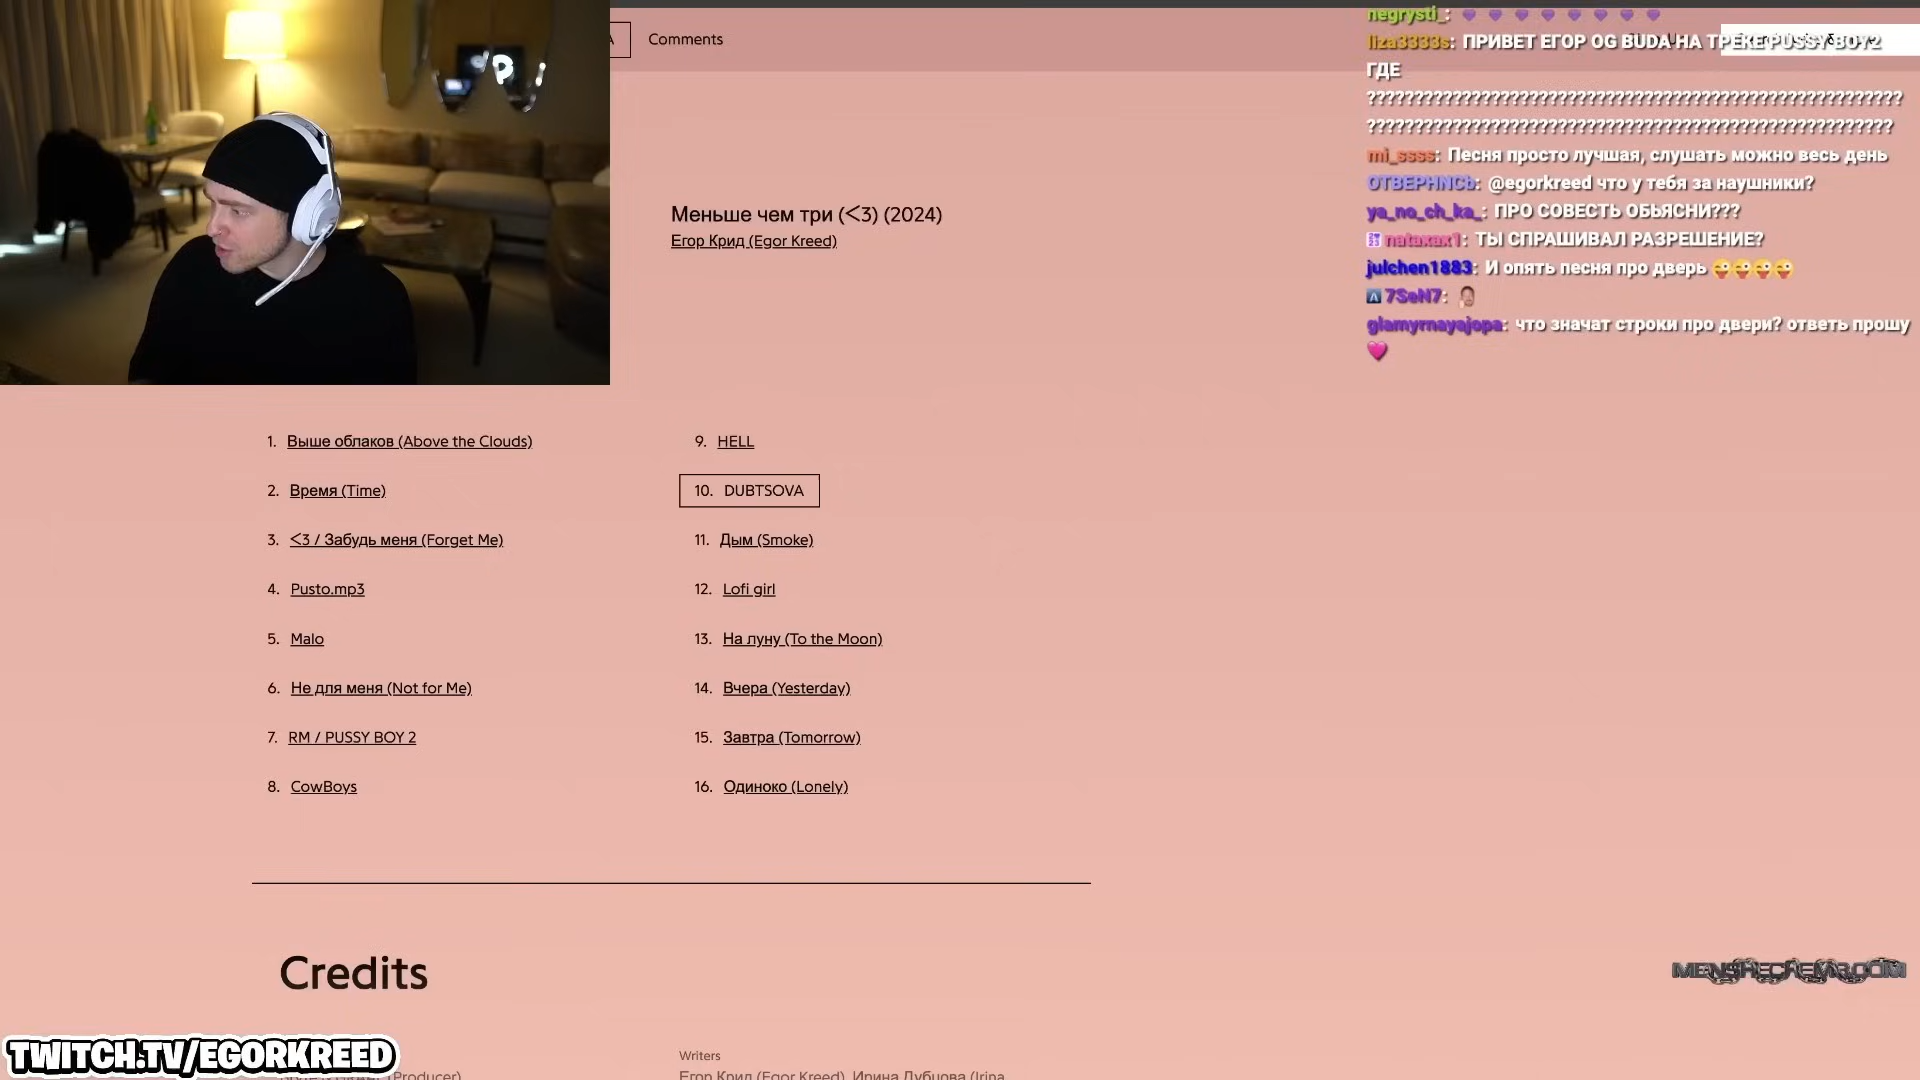 Comments
negrysti_:
liza3333s: ПРИВЕТ ЕГОР OG BUDA НА ТРЕКЕ PUSSY BOY2
ГДЕ
?????????????????????????????????????????????????????????
????????????????????????????????????????????????????????
mi_ssss: Песня просто лучшая, слушать можно весь день
OTBEPHNCb: @egorkreed что у тебя за наушники?
ya_no_ch_ka_: ПРО СОВЕСТЬ ОБЬЯСНИ???
nataxax1: ТЫ СПРАШИВАЛ РАЗРЕШЕНИЕ?
julchen1883: И опять песня про дверь
7SeN7:
glamyrnayajopa: что значат строки про двери? ответь прошу
Меньше чем три (<3) (2024)
Егор Крид (Egor Kreed)
1. Выше облаков (Above the Clouds)
2. Время (Time)
3. <3 / Забудь меня (Forget Me)
4. Pusto.mp3
5. Malo
6. Не для меня (Not for Me)
7. RM / PUSSY BOY 2
8. CowBoys
9. HELL
10. DUBTSOVA
11. Дым (Smoke)
12. Lofi girl
13. На луну (To the Moon)
14. Вчера (Yesterday)
15. Завтра (Tomorrow)
16. Одиноко (Lonely)
Credits
MENSHECHEM3.COM
Writers
Егор Крид (Egor Kreed), Ирина Дубцова (Irina
(Producer)
TWITCH.TV/EGORKREED